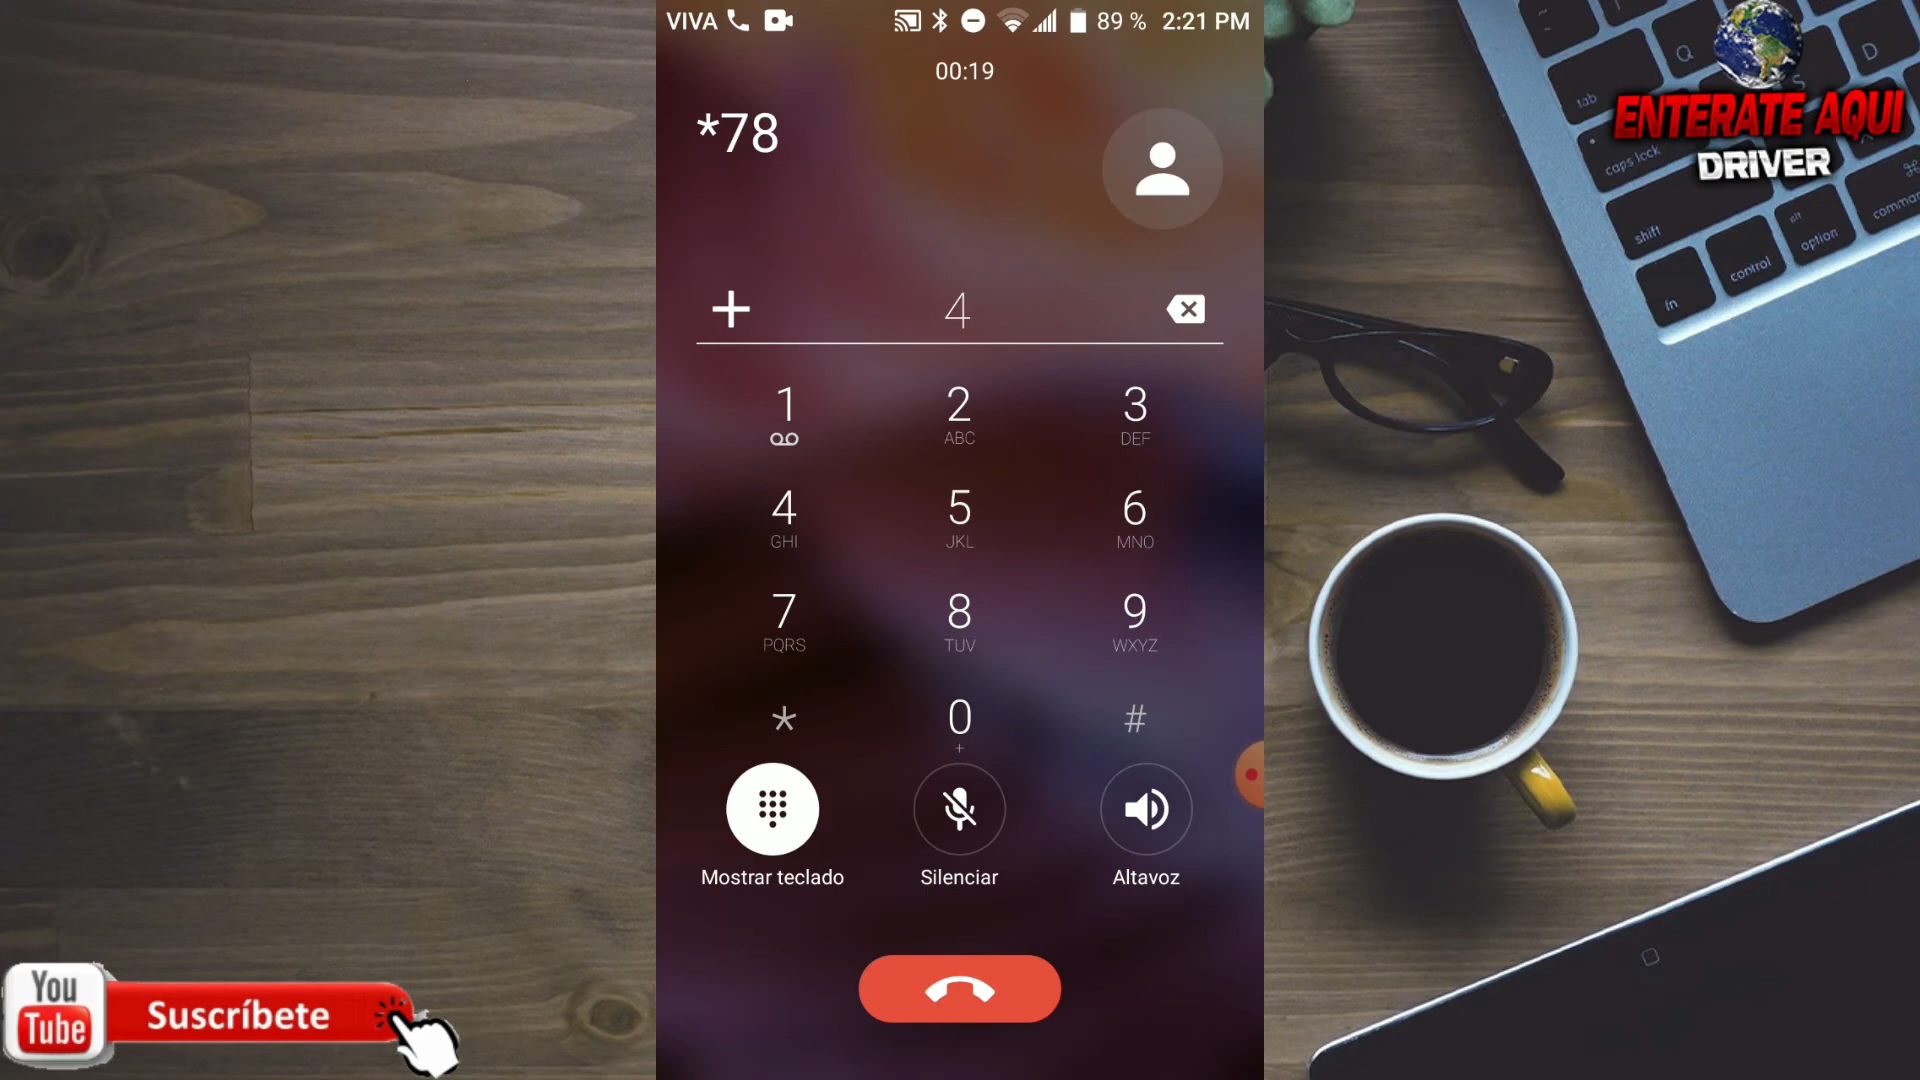 VIVA 89 % 2:21 PM
00:19
*78
+ 4
1 2 3
ABC DEF
4 5 6
GHI JKL MNO
7 8 9
PQRS TUV WXYZ
* 0 #
+
Mostrar teclado Silenciar Altavoz
ENTERATE AQUI
DRIVER
Q S D
tab
caps lock
shift
fn control alt option command
You
Tube
Suscríbete